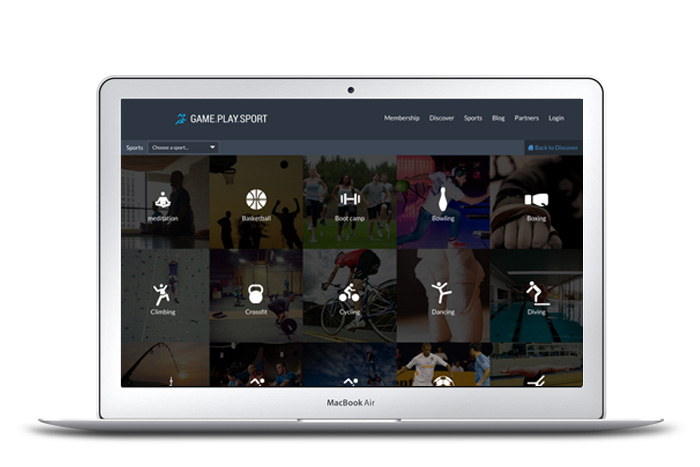 GAME.PLAY.SPORT
Membership Discover Sports Blog Partners Login
Sports Choose a sport... Back to Discover
meditation Basketball Boot camp Bowling Boxing
Climbing Crossfit Cycling Dancing Diving
MacBook Air